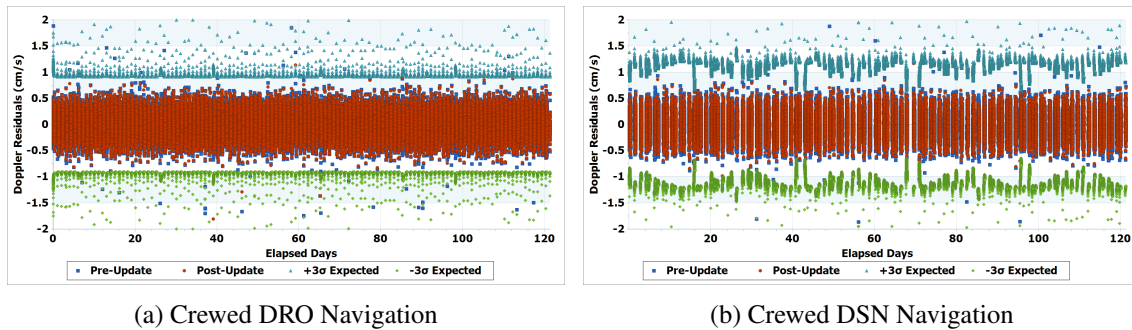 2
1.5
1
0.5
0
-0.5
-1
-1.5
-2
Doppler Residuals (cm/s)
0 20 40 60 80 100 120
Elapsed Days
Pre-Update Post-Update +3σ Expected -3σ Expected
(a) Crewed DRO Navigation
2
1.5
1
0.5
0
-0.5
-1
-1.5
-2
Doppler Residuals (cm/s)
20 40 60 80 100 120
Elapsed Days
Pre-Update Post-Update +3σ Expected -3σ Expected
(b) Crewed DSN Navigation